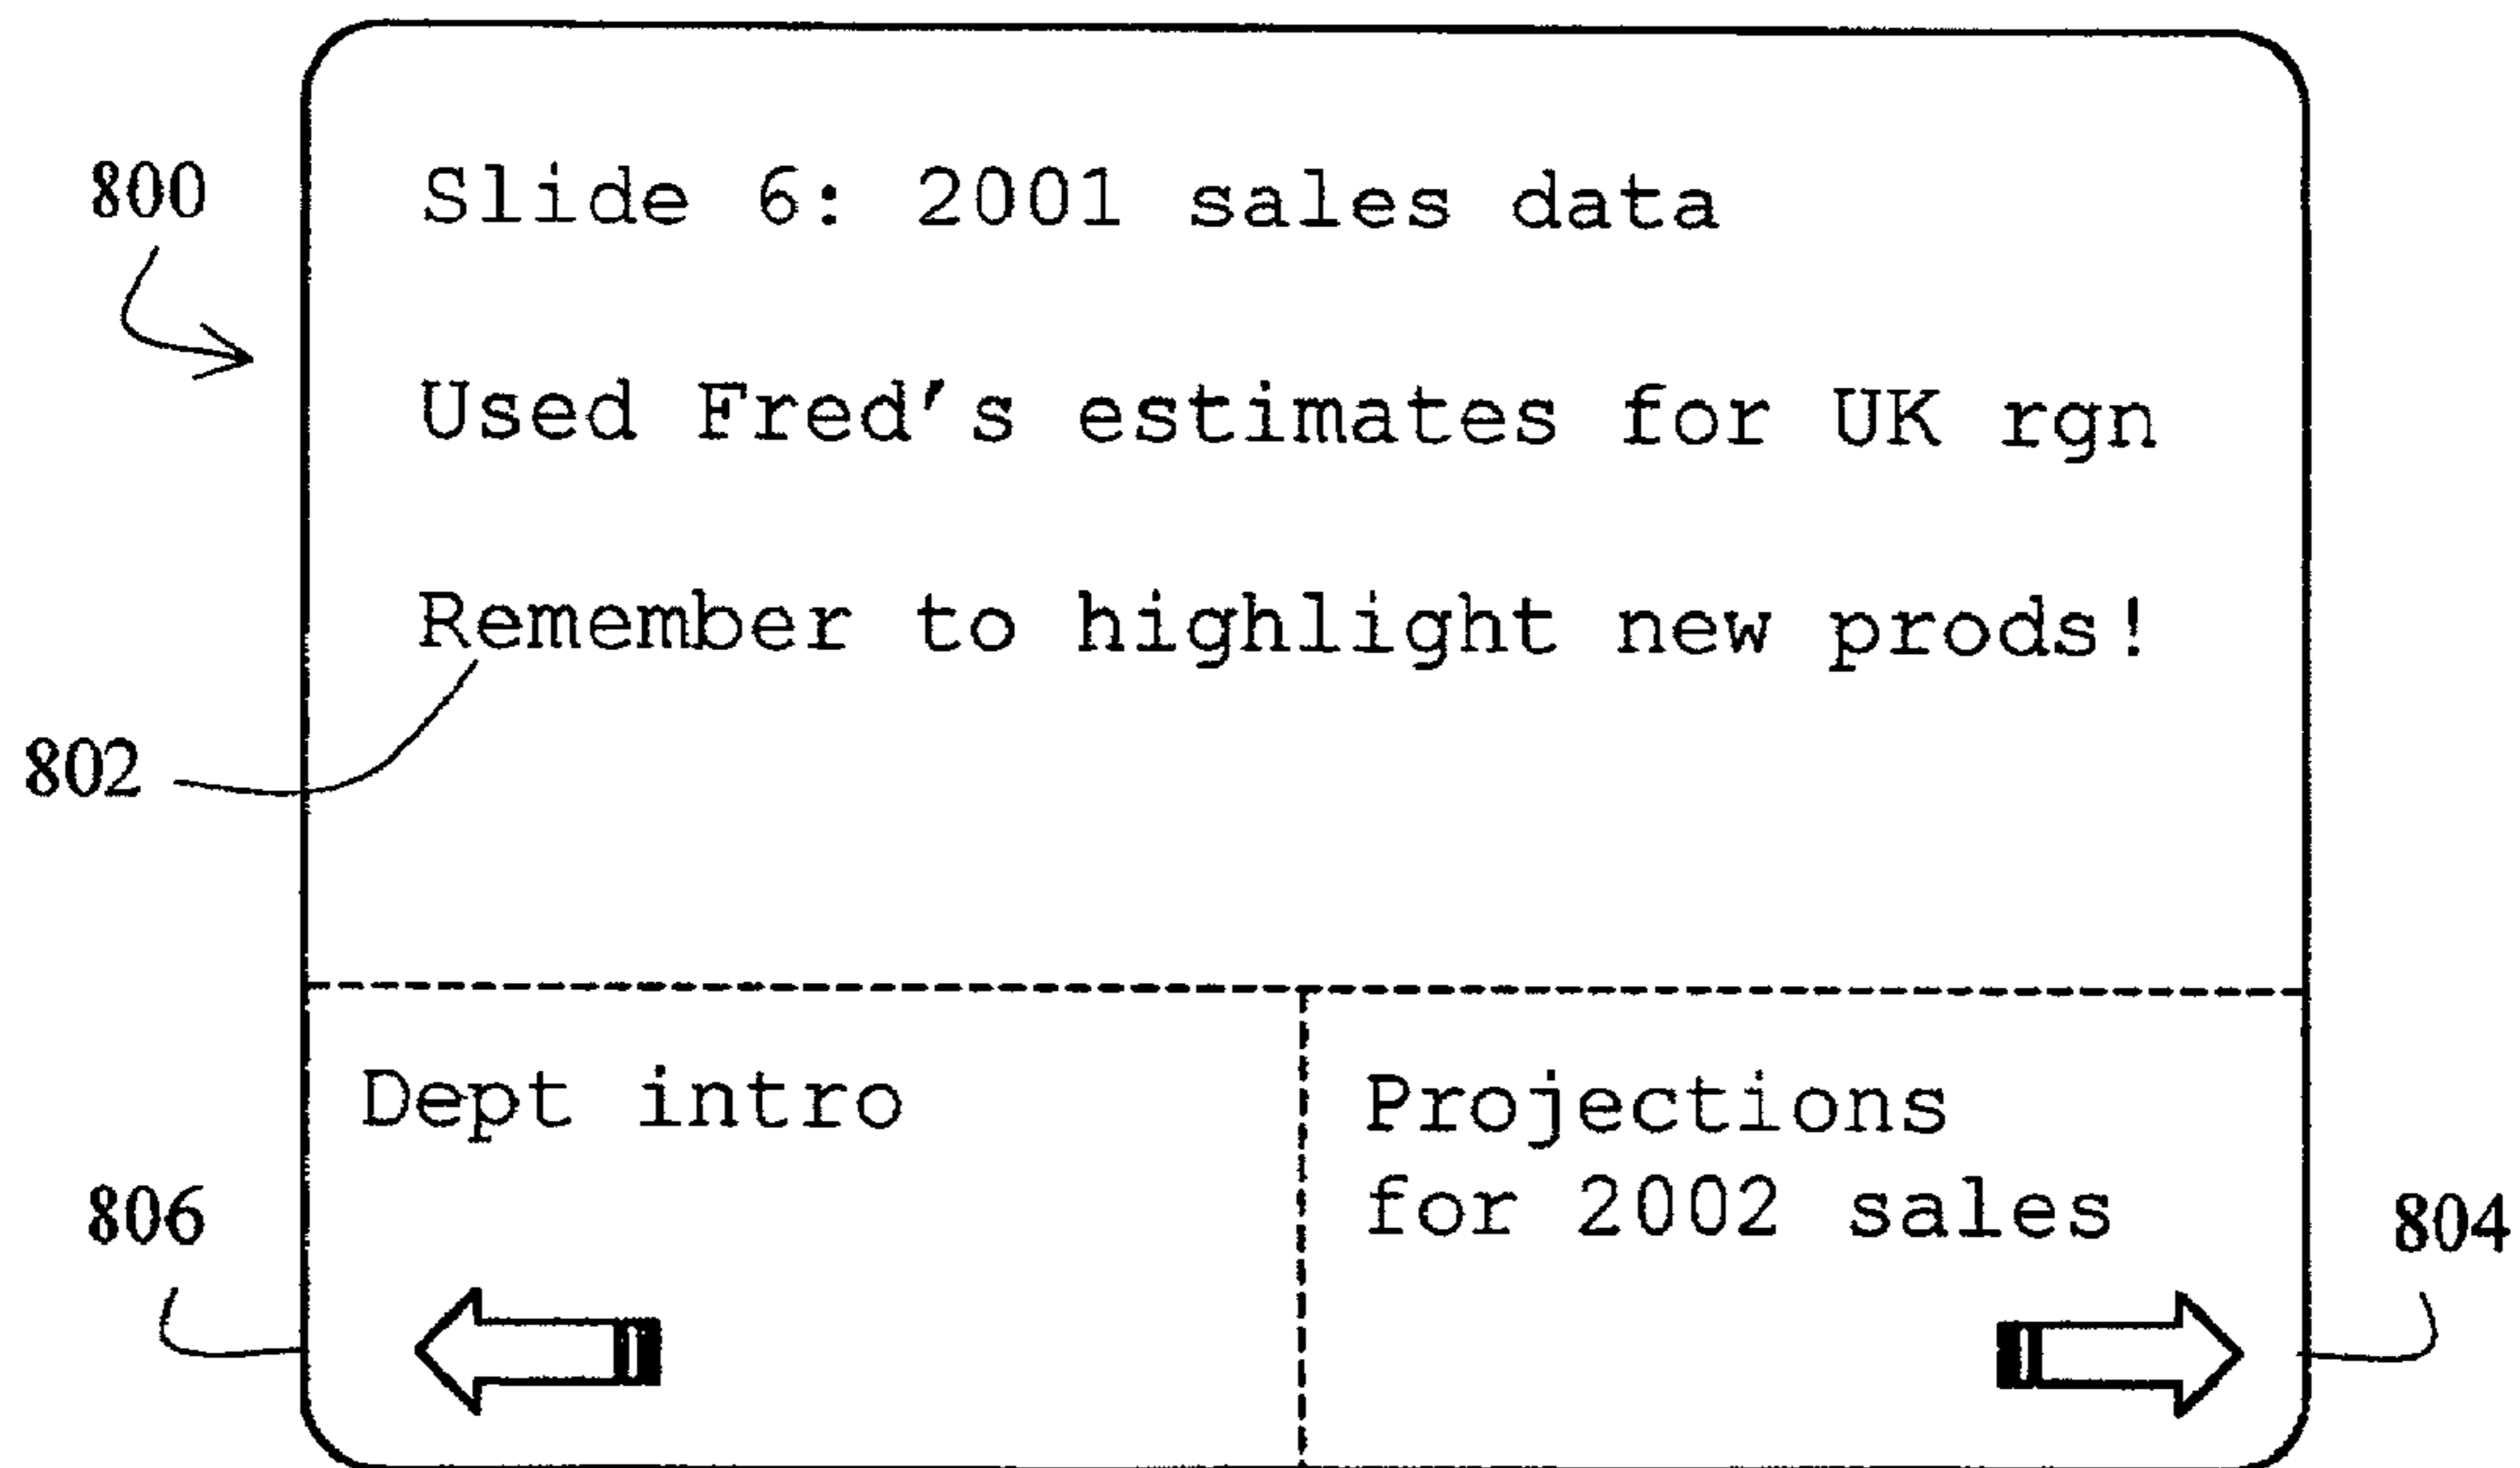 800
Slide 6: 2001 sales data
Used Fred's estimates for UK rgn
Remember to highlight new prods!
802
Dept intro
Projections
for 2002 sales
806
804